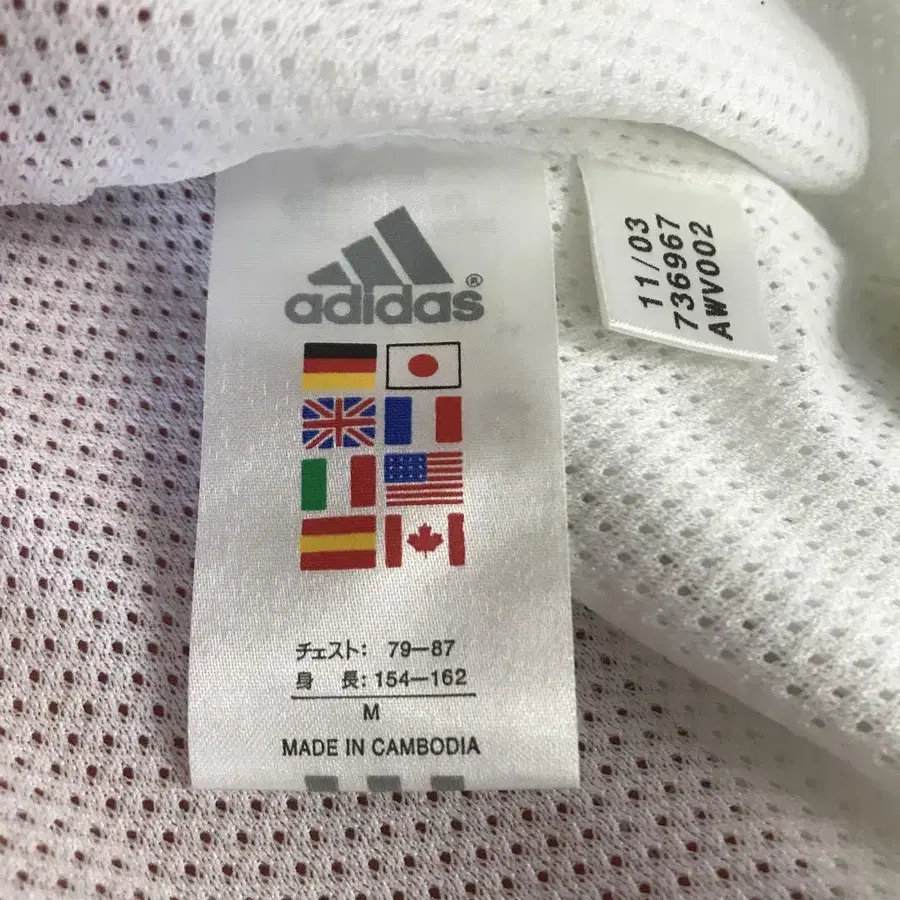 adidas®
チェスト: 79-87
身 長: 154-162
M
MADE IN CAMBODIA
11/03
736967
AWV002